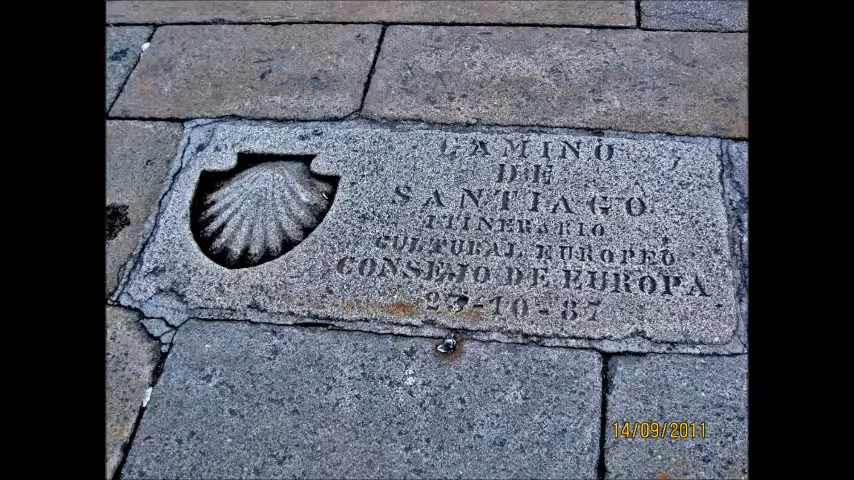 CAMINO
DE
SANTIAGO
ITINERARIO
CULTURAL EUROPEO
CONSEJO DE EUROPA
23-10-87
14/09/2011